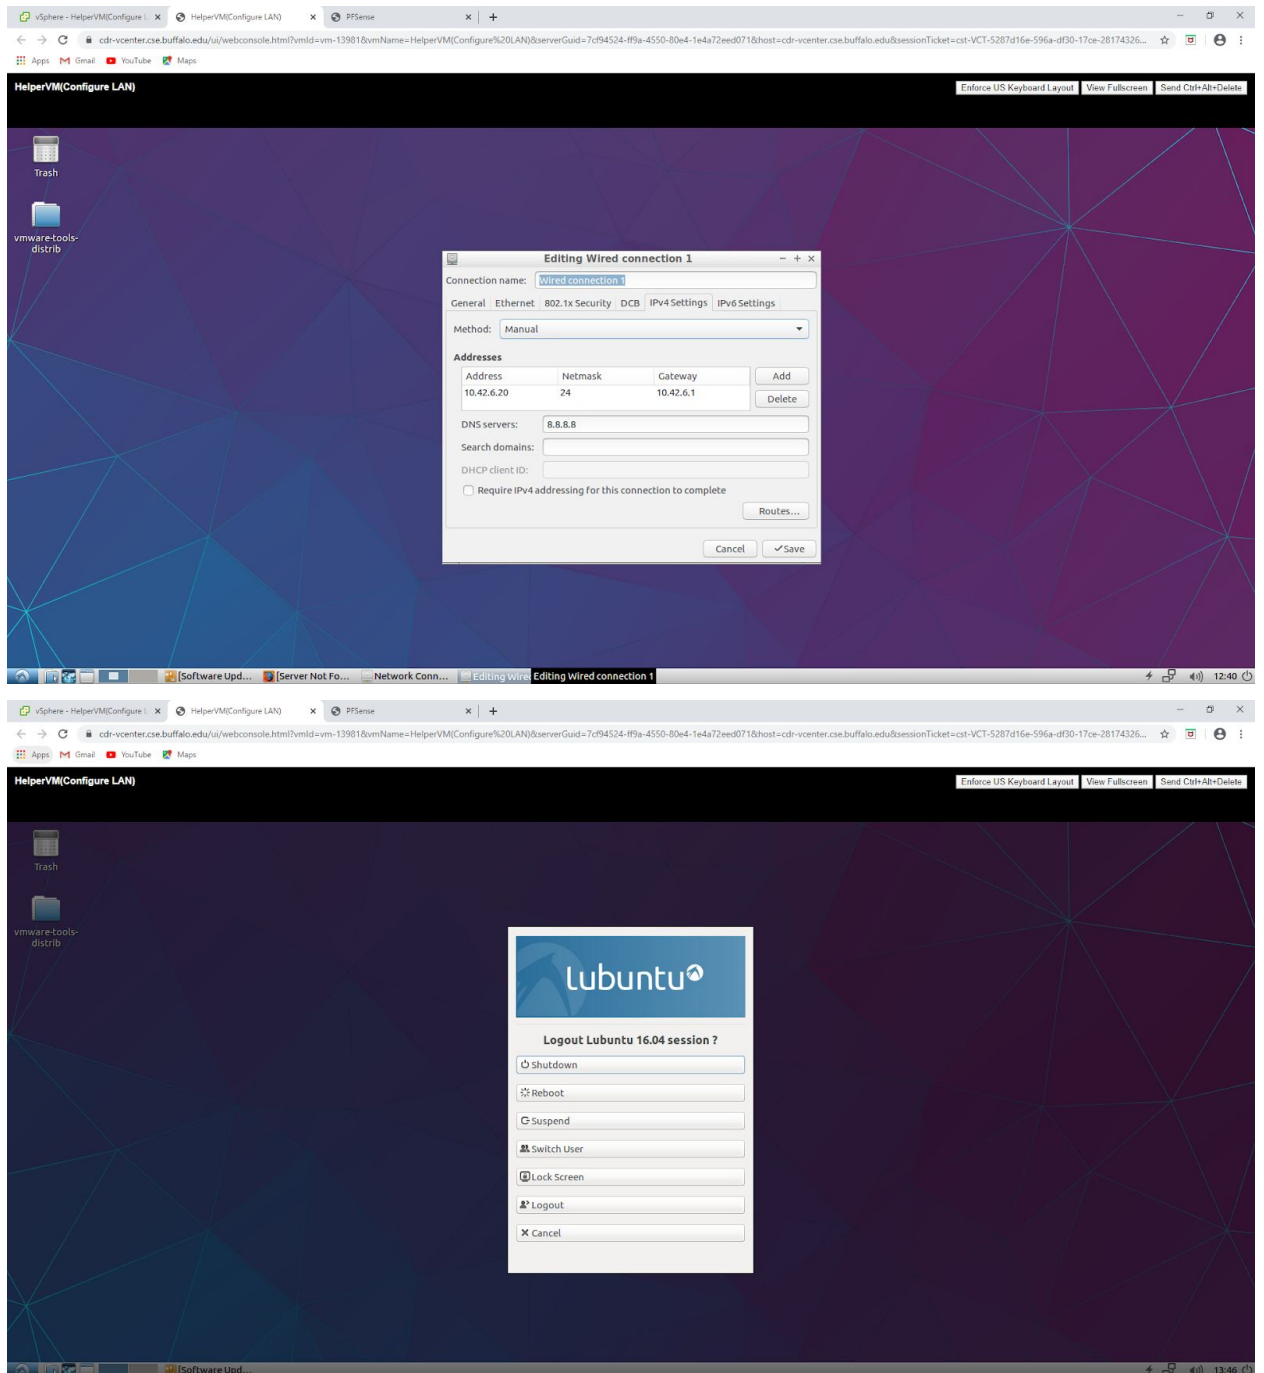 vSphere - HelperVM(Configure L
HelperVM(Configure LAN)
PFSense
cdr-vcenter.cse.buffalo.edu/ui/webconsole.html?vmId=vm-13981&vmName=HelperVM(Configure%20LAN)&serverGuid=7cf94524-ff9a-4550-80e4-1e4a72eed071&host=cdr-vcenter.cse.buffalo.edu&sessionTicket=cst-VCT-5287d16e-596a-df30-17ce-28174326...
Apps Gmail YouTube Maps
HelperVM(Configure LAN)
Enforce US Keyboard Layout View Fullscreen Send Ctrl+Alt+Delete
Trash
vmware-tools-
distrib
Editing Wired connection 1
Connection name: Wired connection 1
General Ethernet 802.1x Security DCB IPv4 Settings IPv6 Settings
Method: Manual
Addresses
Address Netmask Gateway Add
10.42.6.20 24 10.42.6.1
Delete
DNS servers: 8.8.8.8
Search domains:
DHCP client ID:
Require IPv4 addressing for this connection to complete
Routes...
Cancel Save
[Software Upd... [Server Not Fo... Network Conn... Editing Wire Editing Wired connection 1 12:40
vSphere - HelperVM(Configure L
HelperVM(Configure LAN)
PFSense
cdr-vcenter.cse.buffalo.edu/ui/webconsole.html?vmId=vm-13981&vmName=HelperVM(Configure%20LAN)&serverGuid=7cf94524-ff9a-4550-80e4-1e4a72eed071&host=cdr-vcenter.cse.buffalo.edu&sessionTicket=cst-VCT-5287d16e-596a-df30-17ce-28174326...
Apps Gmail YouTube Maps
HelperVM(Configure LAN)
Enforce US Keyboard Layout View Fullscreen Send Ctrl+Alt+Delete
Trash
vmware-tools-
distrib
lubuntu
Logout Lubuntu 16.04 session ?
Shutdown
Reboot
Suspend
Switch User
Lock Screen
Logout
Cancel
[Software Upd... 13:46